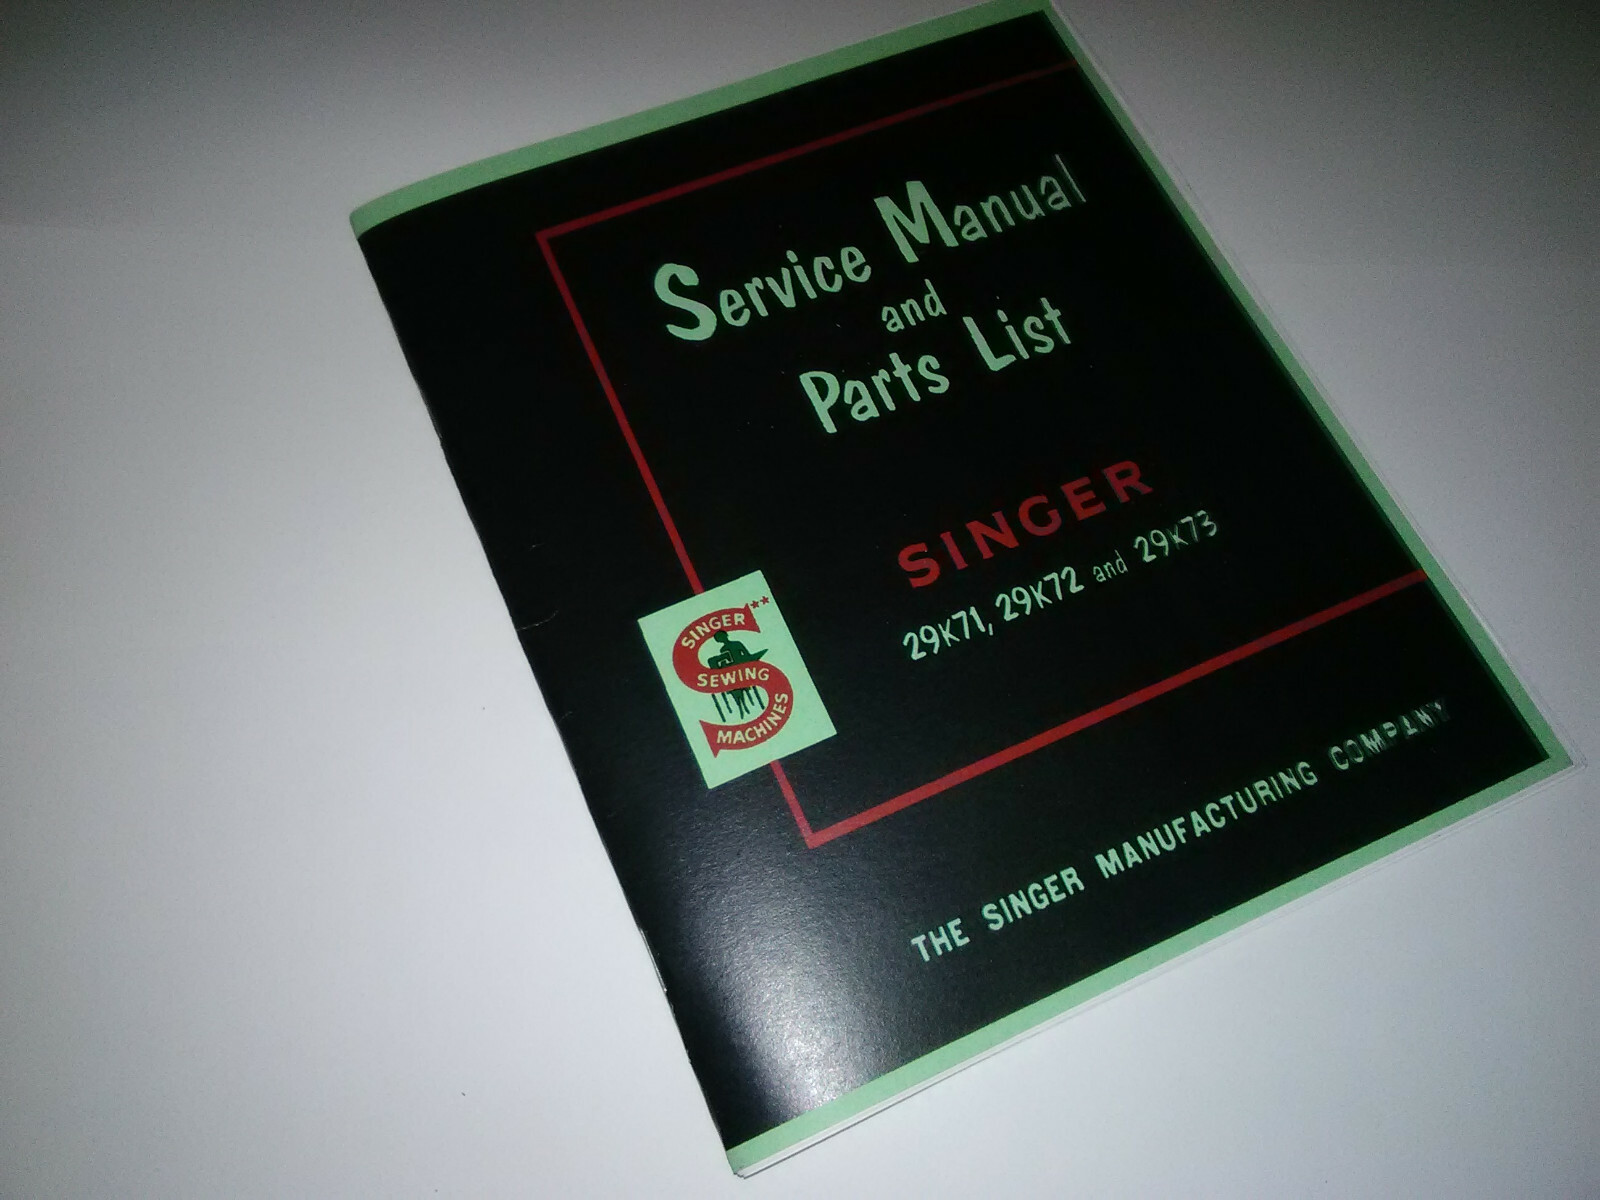 Service Manual
and
Parts List
SINGER
29K71, 29K72 and 29K73
SINGER**
SEWING
MACHINES
THE SINGER MANUFACTURING COMPANY